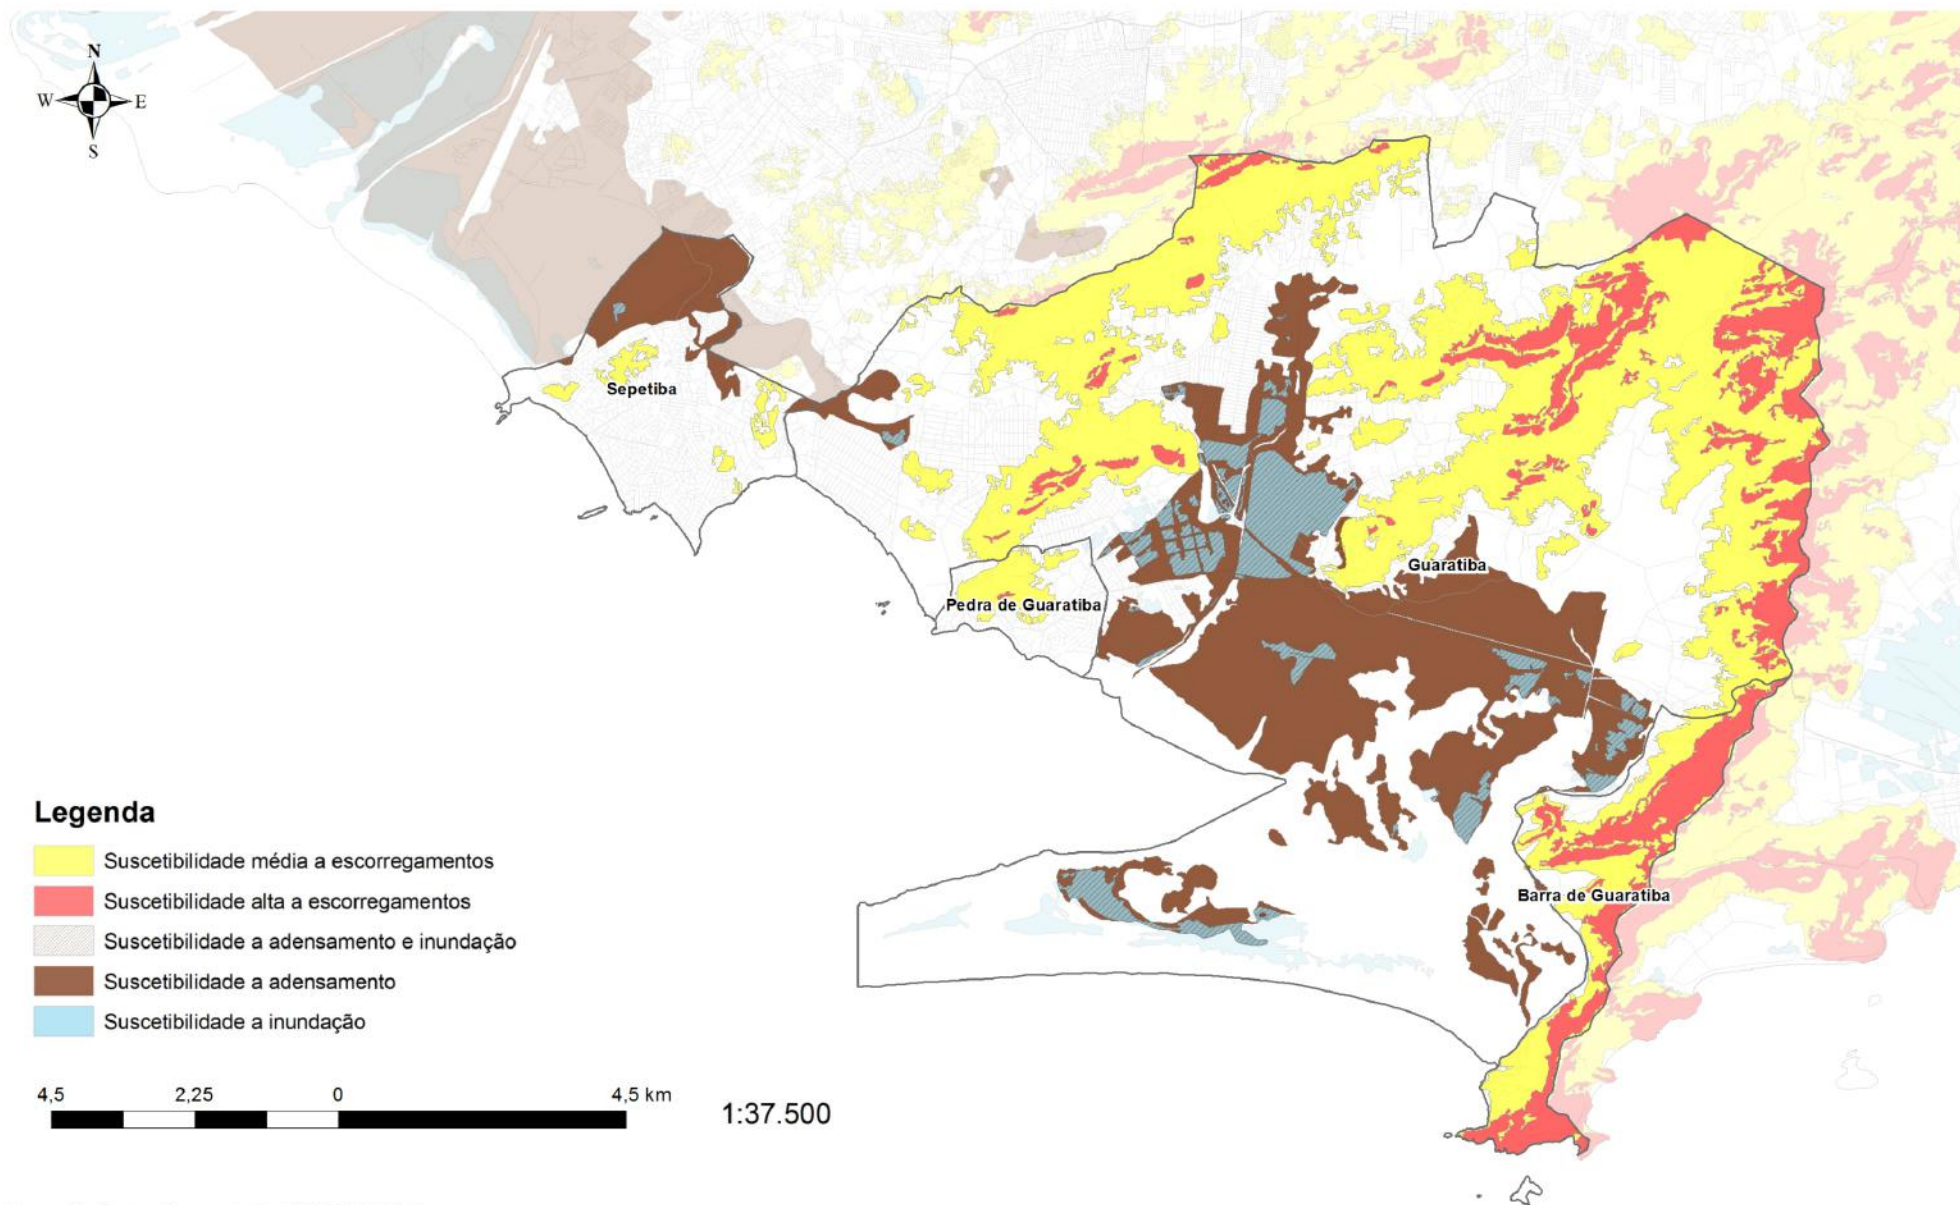 N
W E
S
Sepetiba
Guaratiba
Pedra de Guaratiba
Barra de Guaratiba
Legenda
Suscetibilidade média a escorregamentos
Suscetibilidade alta a escorregamentos
Suscetibilidade a adensamento e inundação
Suscetibilidade a adensamento
Suscetibilidade a inundação
4,5 2,25 0 4,5 km
1:37.500